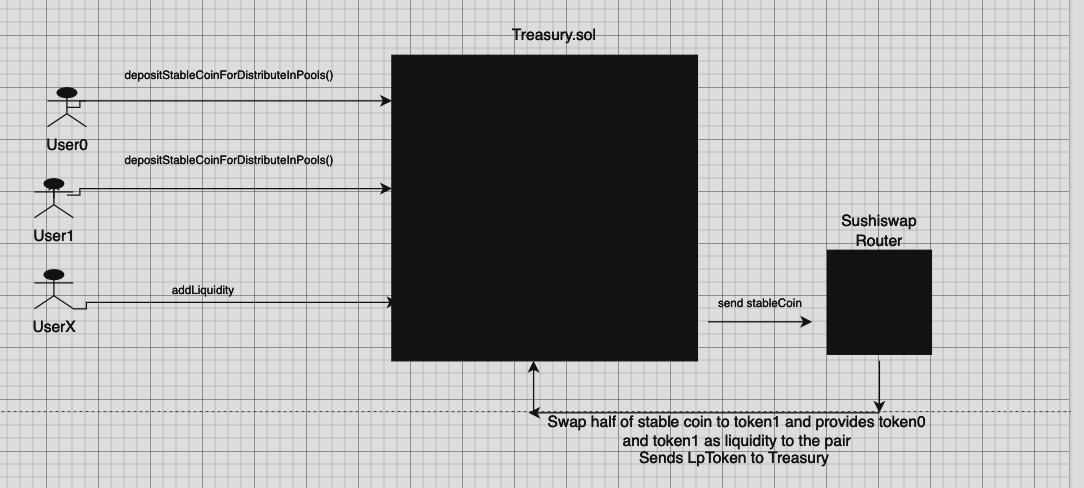 Treasury.sol
depositStableCoinForDistributeInPools()
User0
depositStableCoinForDistributeInPools()
User1
addLiquidity
UserX
Sushiswap
Router
send stableCoin
Swap half of stable coin to token1 and provides token0
and token1 as liquidity to the pair
Sends LpToken to Treasury